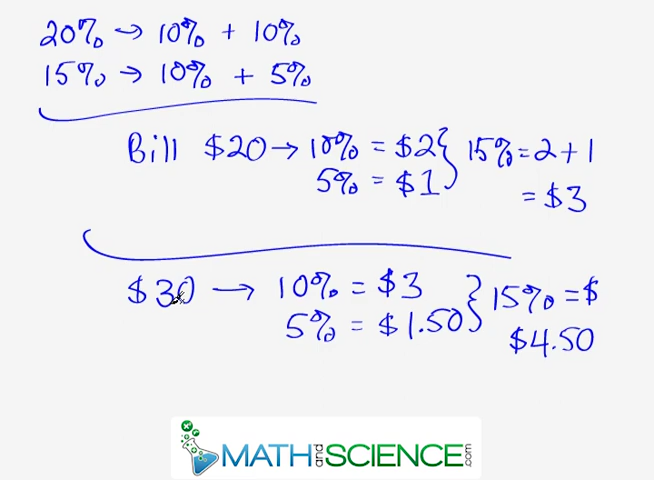 20% → 10% + 10%
15% → 10% + 5%
Bill $20 → 10% = $2 } 15% = 2 + 1
5% = $1 = $3
$30 → 10% = $3 } 15% = $
5% = $1.50 $4.50
MATHandSCIENCE.com